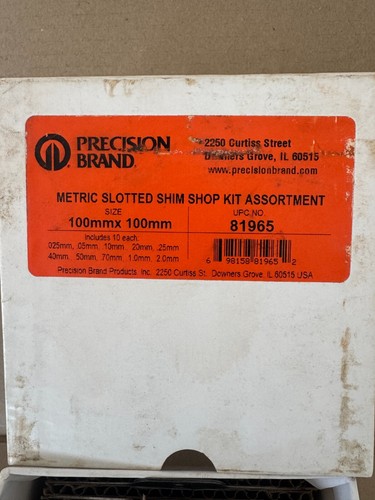 PRECISION
BRAND®
2250 Curtiss Street
Downers Grove, IL 60515
www.precisionbrand.com
METRIC SLOTTED SHIM SHOP KIT ASSORTMENT
SIZE
100mmx 100mm
UPC NO.
81965
Includes 10 each:
.025mm, .05mm, .10mm, .20mm, .25mm
.40mm, .50mm, .70mm, 1.0mm, 2.0mm
6 98158 81965 2
Precision Brand Products, Inc. 2250 Curtiss St. Downers Grove, IL 60515 USA